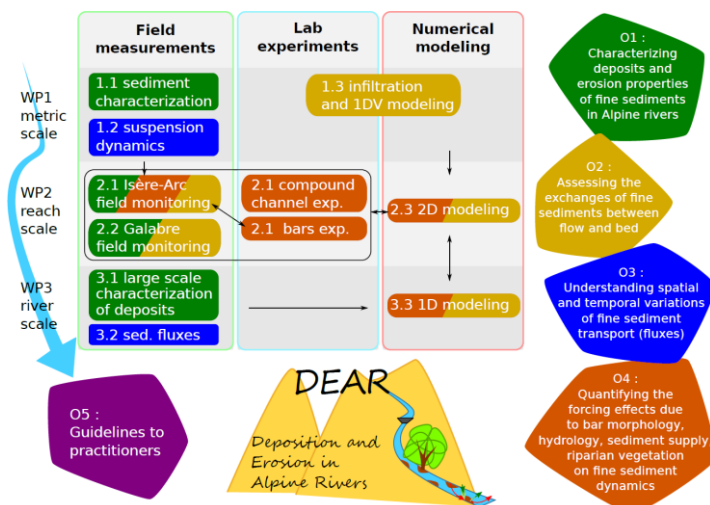 Field
measurements
Lab
experiments
Numerical
modeling
WP1
metric
scale
1.1 sediment
characterization
1.2 suspension
dynamics
1.3 infiltration
and 1DV modeling
WP2
reach
scale
2.1 Isère-Arc
field monitoring
2.2 Galabre
field monitoring
2.1 compound
channel exp.
2.1 bars exp.
2.3 2D modeling
WP3
river
scale
3.1 large scale
characterization
of deposits
3.2 sed. fluxes
3.3 1D modeling
O1 :
Characterizing
deposits and
erosion properties
of fine sediments
in Alpine rivers
O2 :
Assessing the
exchanges of fine
sediments between
flow and bed
O3 :
Understanding spatial
and temporal variations
of fine sediment
transport (fluxes)
O4 :
Quantifying the
forcing effects due
to bar morphology,
hydrology, sediment supply
riparian vegetation
on fine sediment
dynamics
O5 :
Guidelines to
practitioners
DEAR
Deposition and
Erosion in
Alpine Rivers